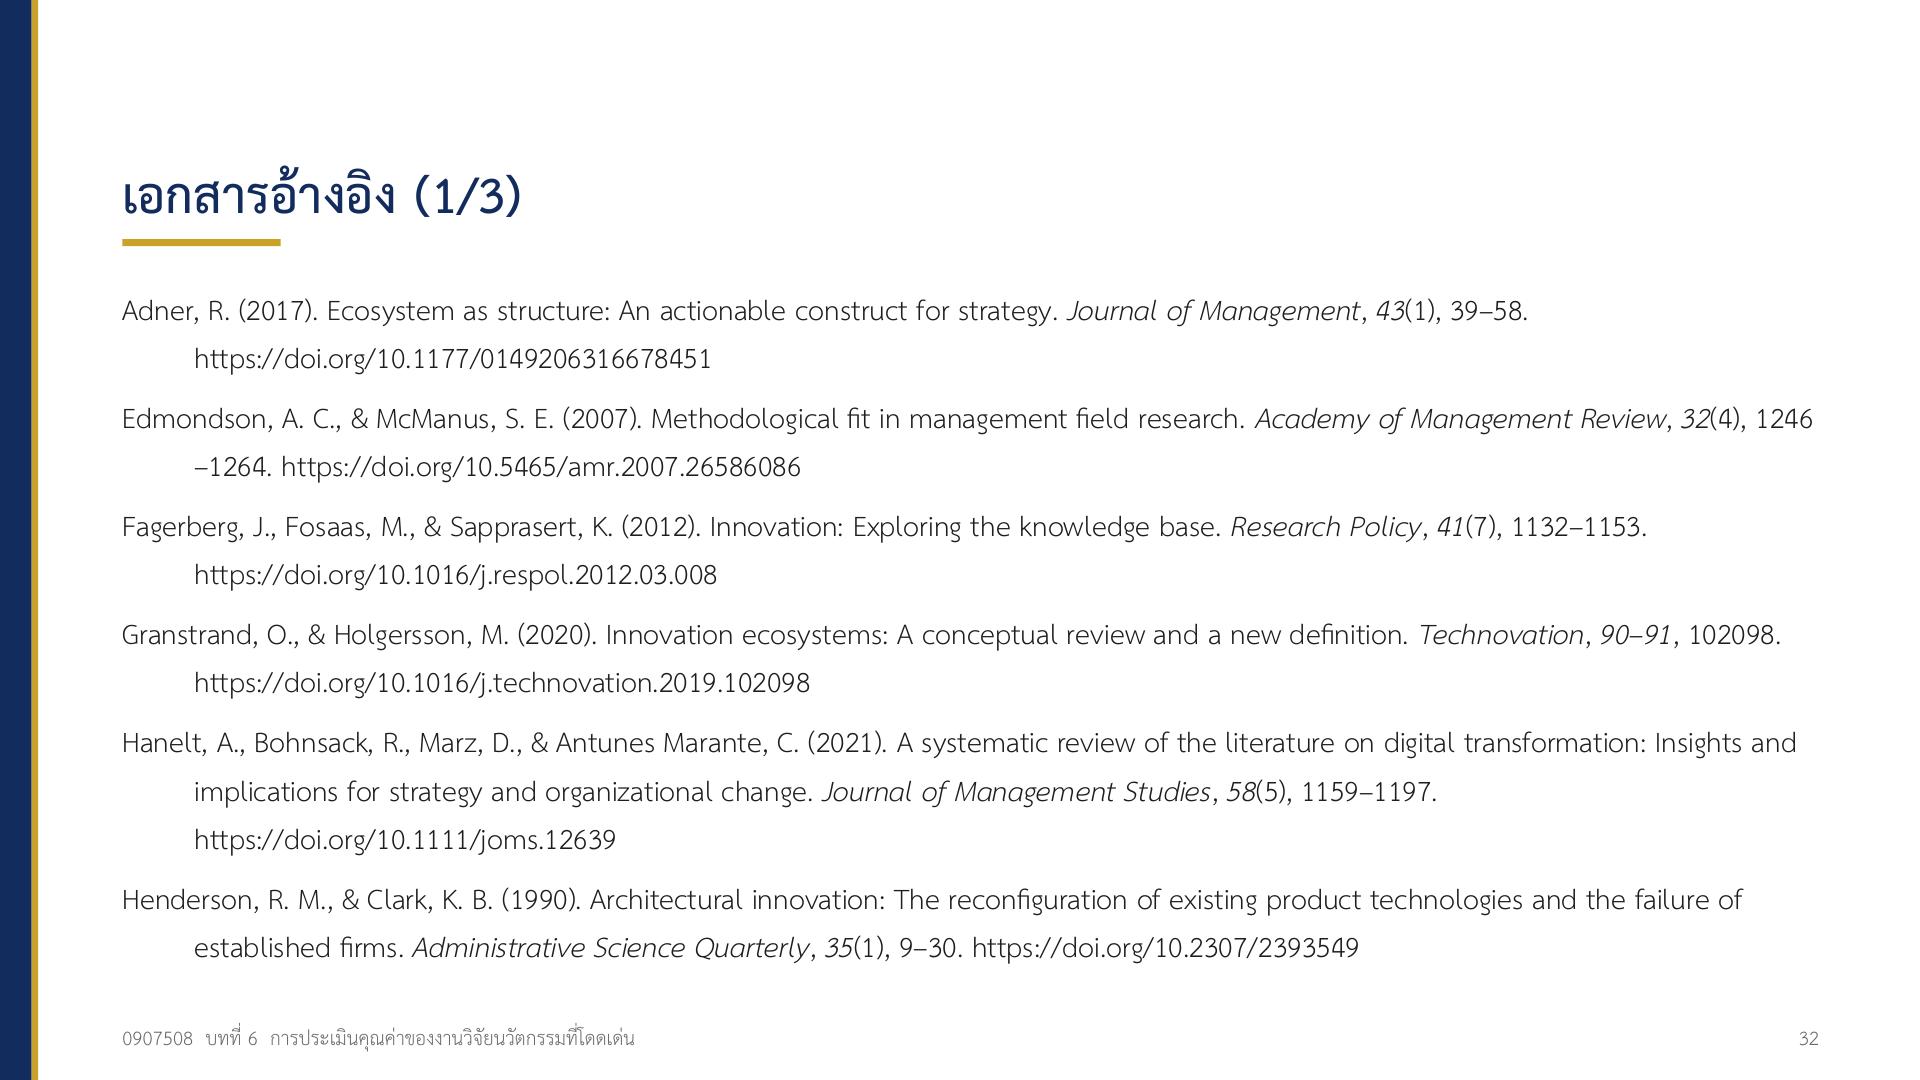 เอกสารอ้างอิง (1/3)
Adner, R. (2017). Ecosystem as structure: An actionable construct for strategy. Journal of Management, 43(1), 39–58.
https://doi.org/10.1177/0149206316678451
Edmondson, A. C., & McManus, S. E. (2007). Methodological fit in management field research. Academy of Management Review, 32(4), 1246
–1264. https://doi.org/10.5465/amr.2007.26586086
Fagerberg, J., Fosaas, M., & Sapprasert, K. (2012). Innovation: Exploring the knowledge base. Research Policy, 41(7), 1132–1153.
https://doi.org/10.1016/j.respol.2012.03.008
Granstrand, O., & Holgersson, M. (2020). Innovation ecosystems: A conceptual review and a new definition. Technovation, 90–91, 102098.
https://doi.org/10.1016/j.technovation.2019.102098
Hanelt, A., Bohnsack, R., Marz, D., & Antunes Marante, C. (2021). A systematic review of the literature on digital transformation: Insights and
implications for strategy and organizational change. Journal of Management Studies, 58(5), 1159–1197.
https://doi.org/10.1111/joms.12639
Henderson, R. M., & Clark, K. B. (1990). Architectural innovation: The reconfiguration of existing product technologies and the failure of
established firms. Administrative Science Quarterly, 35(1), 9–30. https://doi.org/10.2307/2393549
0907508 บทที่ 6 การประเมินคุณค่าของงานวิจัยนวัตกรรมที่โดดเด่น
32